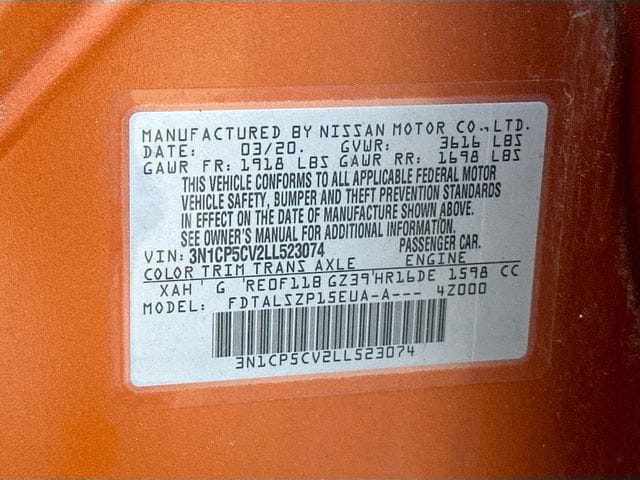 MANUFACTURED BY NISSAN MOTOR CO.,LTD.
DATE: 03/20. GVWR: 3616 LBS
GAWR FR: 1918 LBS GAWR RR: 1698 LBS
THIS VEHICLE CONFORMS TO ALL APPLICABLE FEDERAL MOTOR
VEHICLE SAFETY, BUMPER AND THEFT PREVENTION STANDARDS
IN EFFECT ON THE DATE OF MANUFACTURE SHOWN ABOVE.
SEE OWNER'S MANUAL FOR ADDITIONAL INFORMATION.
VIN: 3N1CP5CV2LL523074 PASSENGER CAR.
COLOR TRIM TRANS AXLE ENGINE
XAH ' G 'RE0F11B GZ39'HR16DE 1598 CC
MODEL: FDTALSZP15EUA-A--- 4Z000
3N1CP5CV2LL523074